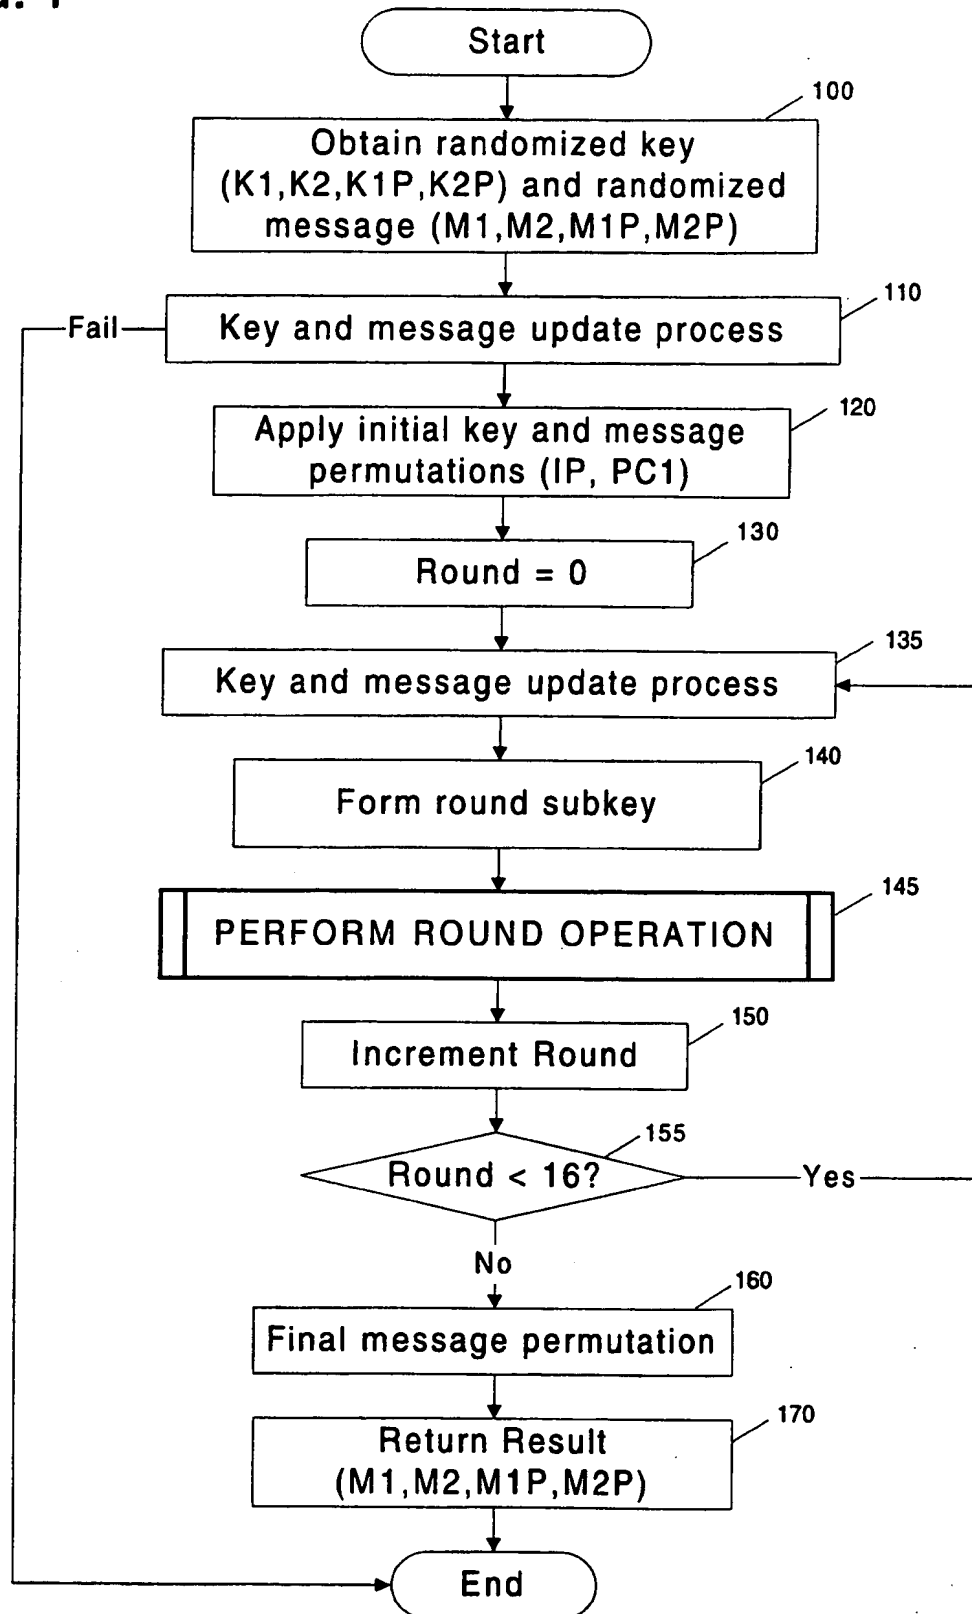 Start
100
Obtain randomized key
(K1,K2,K1P,K2P) and randomized
message (M1,M2,M1P,M2P)
110
Fail
Key and message update process
120
Apply initial key and message
permutations (IP, PC1)
130
Round = 0
135
Key and message update process
140
Form round subkey
145
PERFORM ROUND OPERATION
150
Increment Round
155
Round < 16?
Yes
No
160
Final message permutation
170
Return Result
(M1,M2,M1P,M2P)
End